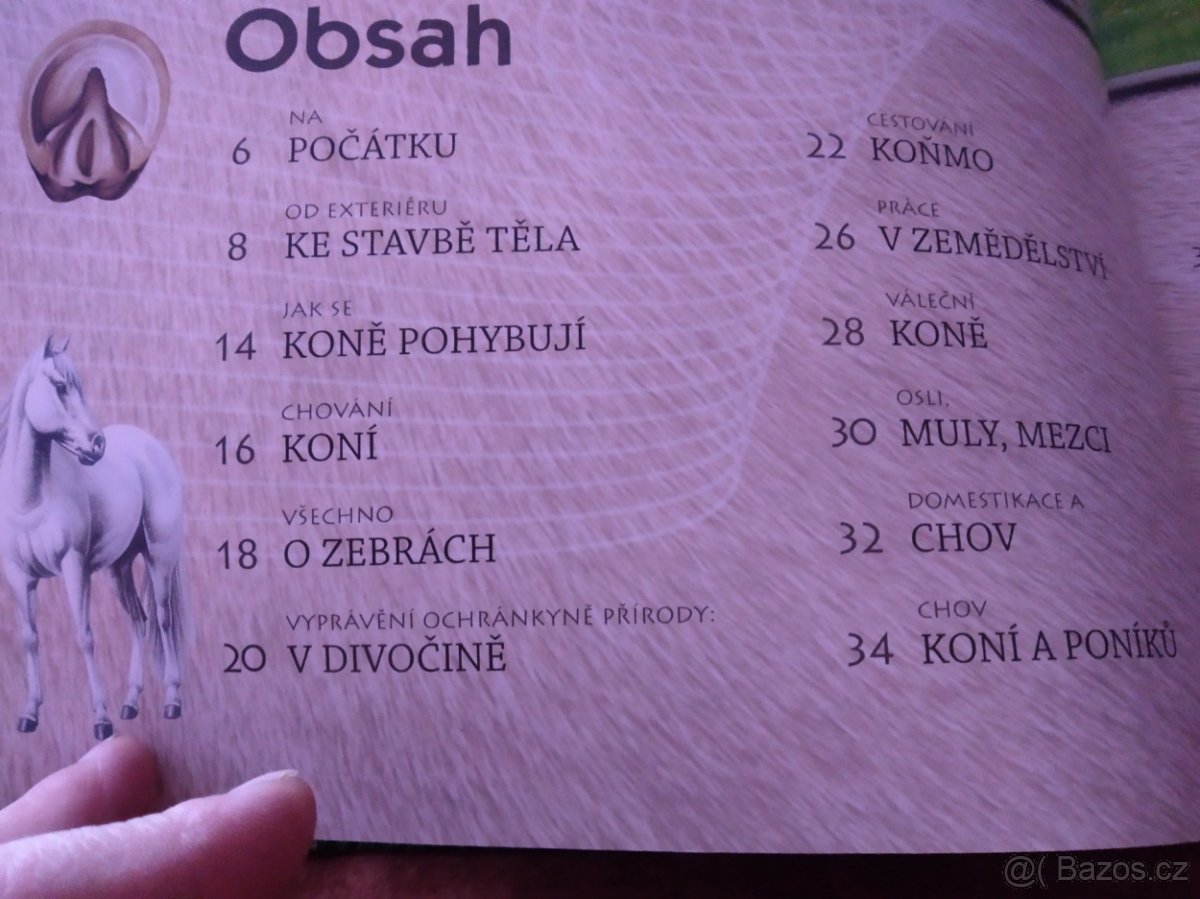 Obsah
NA
6 POČÁTKU
OD EXTERIÉRU
8 KE STAVBĚ TĚLA
JAK SE
14 KONĚ POHYBUJÍ
CHOVÁNÍ
16 KONÍ
VŠECHNO
18 O ZEBRÁCH
VYPRÁVĚNÍ OCHRÁNKYNĚ PŘÍRODY:
20 V DIVOČINĚ
CESTOVÁNÍ
22 KOŇMO
PRÁCE
26 V ZEMĚDĚLSTVÍ
VÁLEČNÍ
28 KONĚ
OSLI,
30 MULY, MEZCI
DOMESTIKACE A
32 CHOV
CHOV
34 KONÍ A PONÍKŮ
@( Bazos.cz